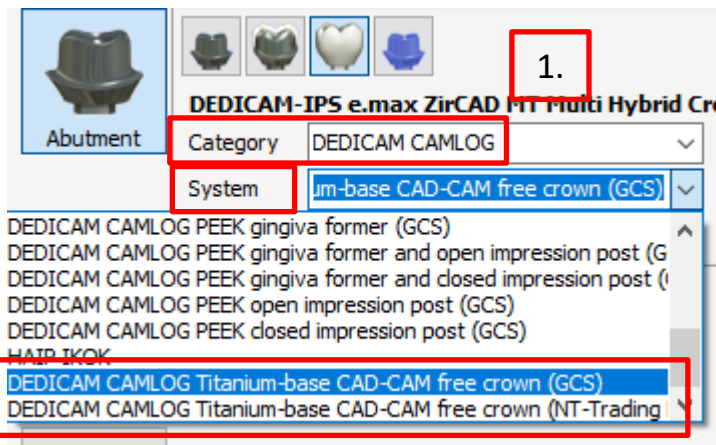 1.
DEDICAM-IPS e.max ZirCAD MT Multi Hybrid Cr
Abutment
Category DEDICAM CAMLOG
System um-base CAD-CAM free crown (GCS)
DEDICAM CAMLOG PEEK gingiva former (GCS)
DEDICAM CAMLOG PEEK gingiva former and open impression post (G
DEDICAM CAMLOG PEEK gingiva former and closed impression post (
DEDICAM CAMLOG PEEK open impression post (GCS)
DEDICAM CAMLOG PEEK closed impression post (GCS)
HAIP IKOK
DEDICAM CAMLOG Titanium-base CAD-CAM free crown (GCS)
DEDICAM CAMLOG Titanium-base CAD-CAM free crown (NT-Trading